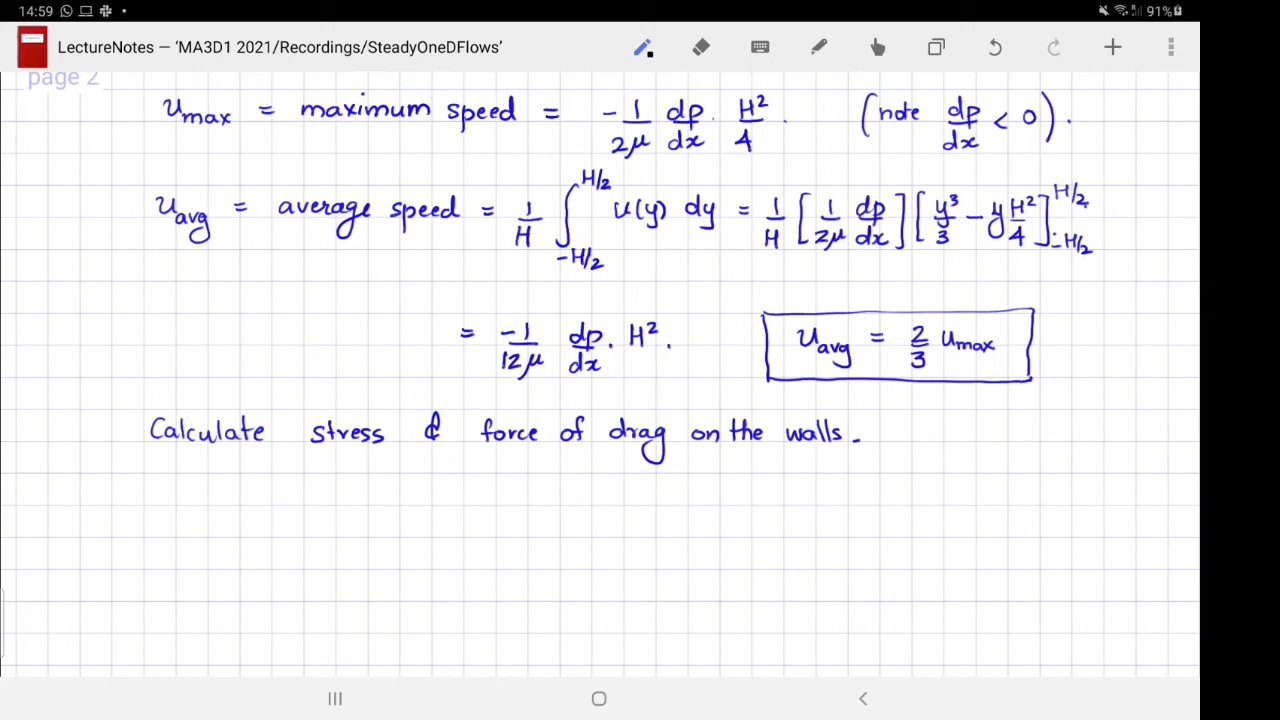 14:59 91%
LectureNotes — ‘MA3D1 2021/Recordings/SteadyOneDFlows’
page 2
u_max = maximum speed = -1/2μ dp/dx . H²/4 . (note dp/dx < 0).
u_avg = average speed = 1/H ∫_{-H/2}^{H/2} u(y) dy = 1/H [1/2μ dp/dx] [y³/3 - y H²/4]_{-H/2}^{H/2}
= -1/12μ dp/dx . H². u_avg = 2/3 u_max
Calculate stress & force of drag on the walls.